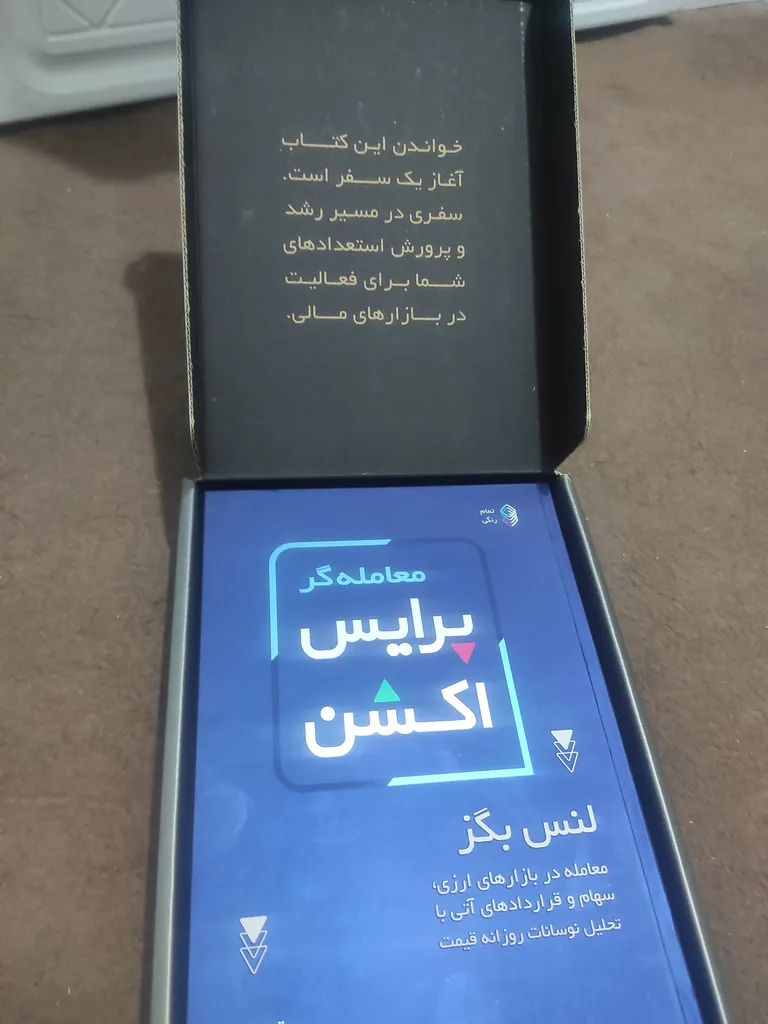 خواندن این کتاب
آغاز یک سفر است.
سفری در مسیر رشد
و پرورش استعدادهای
شما برای فعالیت
در بازارهای مالی.
تمام
رنگی
معامله‌گر
پرایس
اکشن
لنس بگز
معامله در بازارهای ارزی،
سهام و قراردادهای آتی با
تحلیل نوسانات روزانه قیمت